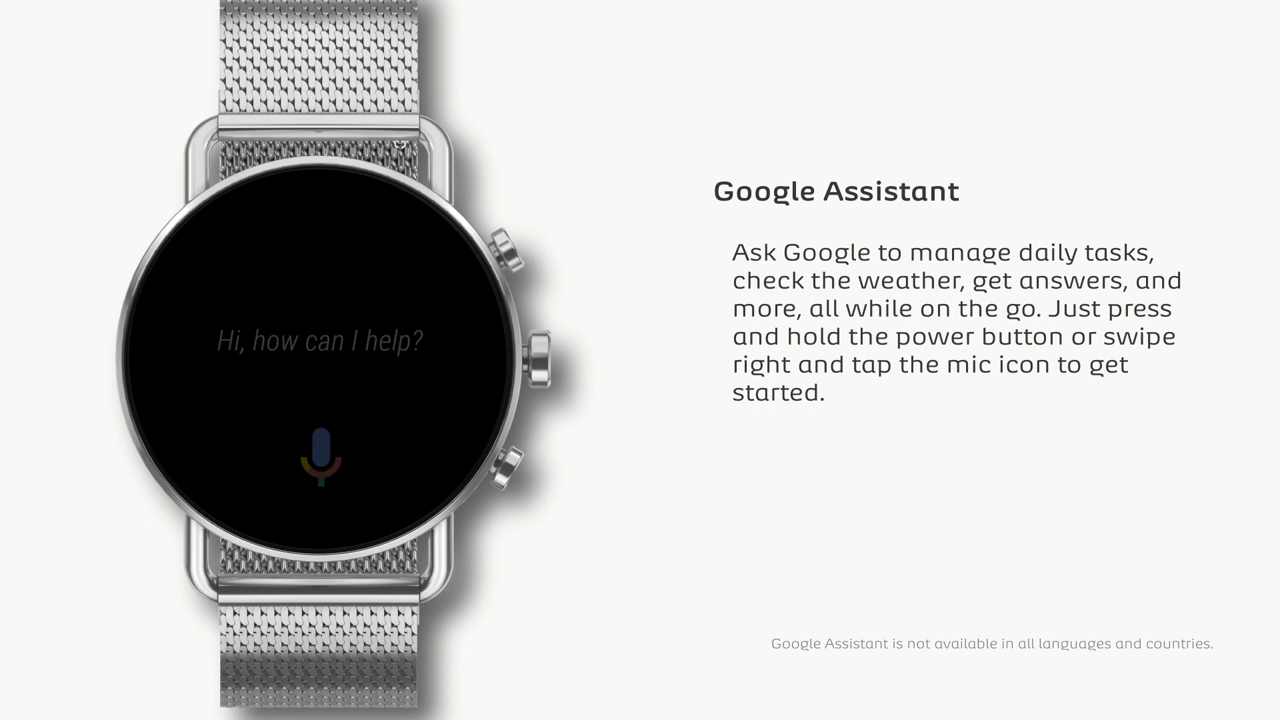 Hi, how can I help?
Google Assistant
Ask Google to manage daily tasks,
check the weather, get answers, and
more, all while on the go. Just press
and hold the power button or swipe
right and tap the mic icon to get
started.
Google Assistant is not available in all languages and countries.